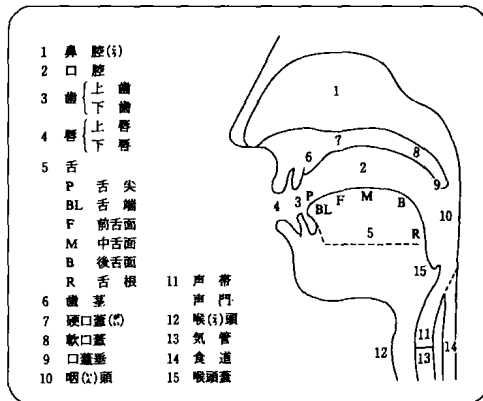 1 鼻腔(こう)
2 口腔
3 歯 { 上歯
下歯
4 唇 { 上唇
下唇
5 舌
P 舌尖
BL 舌端
F 前舌面
M 中舌面
B 後舌面
R 舌根
6 歯茎
7 硬口蓋(がい)
8 軟口蓋
9 口蓋垂
10 咽(いん)頭
11 声帯
声門
12 喉(こう)頭
13 気管
14 食道
15 喉頭蓋
1
7
8
6
2
9
4
3
P
BL
F
M
B
10
5
R
15
11
12
13
14